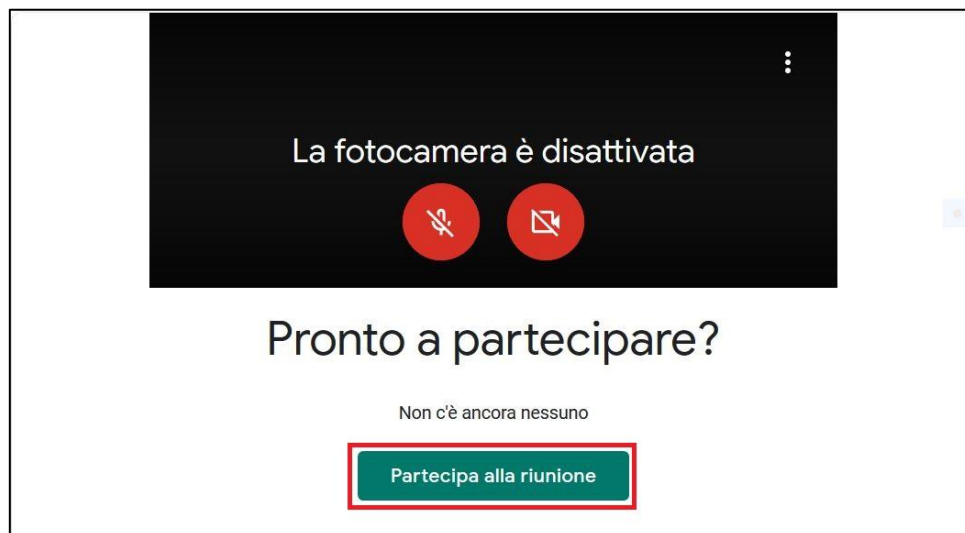 La fotocamera è disattivata
Pronto a partecipare?
Non c'è ancora nessuno
Partecipa alla riunione